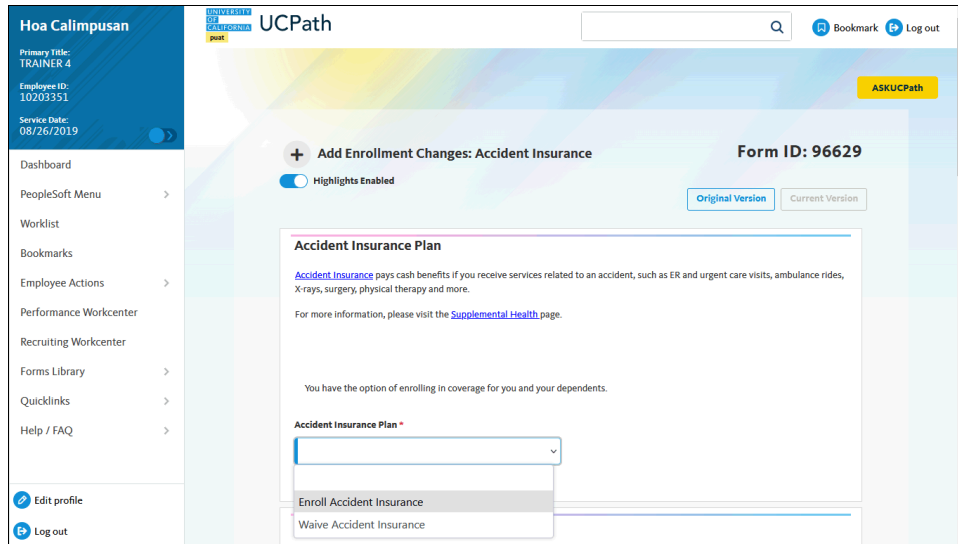 Hoa Calimpusan
Primary Title:
TRAINER 4
Employee ID:
10203351
Service Date:
08/26/2019
Dashboard
PeopleSoft Menu
Worklist
Bookmarks
Employee Actions
Performance Workcenter
Recruiting Workcenter
Forms Library
Quicklinks
Help / FAQ
Edit profile
Log out
UNIVERSITY
OF
CALIFORNIA
puat
UCPath
Bookmark
Log out
ASKUCPath
Add Enrollment Changes: Accident Insurance
Form ID: 96629
Highlights Enabled
Original Version
Current Version
Accident Insurance Plan
Accident Insurance pays cash benefits if you receive services related to an accident, such as ER and urgent care visits, ambulance rides,
X-rays, surgery, physical therapy and more.
For more information, please visit the Supplemental Health page.
You have the option of enrolling in coverage for you and your dependents.
Accident Insurance Plan *
Enroll Accident Insurance
Waive Accident Insurance